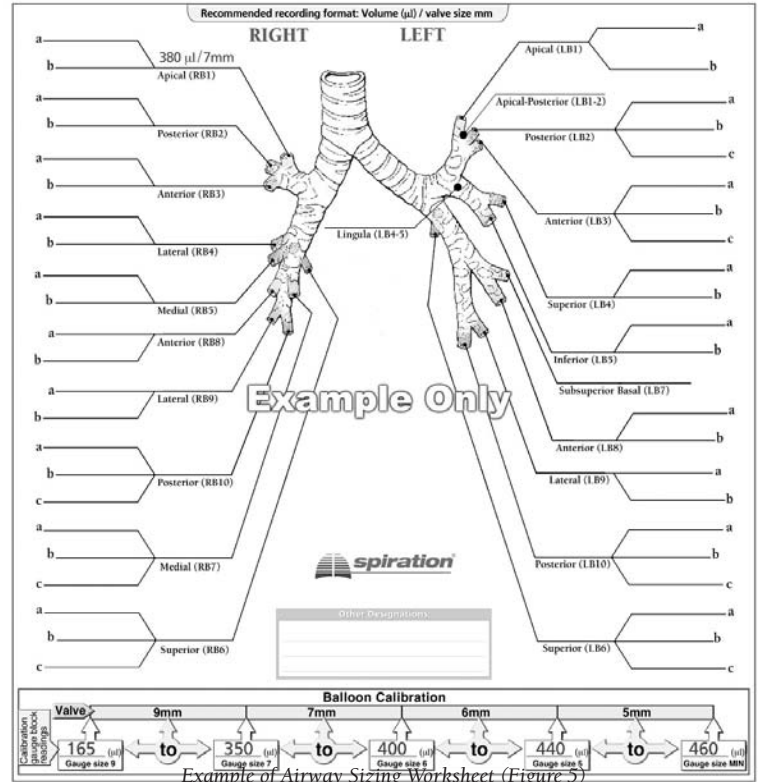 Recommended recording format: Volume (µl) / valve size mm
RIGHT LEFT
a
b
380 µl/7mm
Apical (RB1)
a
b
Posterior (RB2)
a
b
Anterior (RB3)
a
b
Lateral (RB4)
a
b
Medial (RB5)
a
b
Anterior (RB8)
a
b
Lateral (RB9)
a
b
c
Posterior (RB10)
a
b
c
Medial (RB7)
a
b
c
Superior (RB6)
Apical (LB1)
a
b
Apical-Posterior (LB1-2)
Posterior (LB2)
a
b
c
Anterior (LB3)
a
b
c
Lingula (LB4-5)
Superior (LB4)
a
b
Inferior (LB5)
a
b
Subsuperior Basal (LB7)
Anterior (LB8)
a
b
Lateral (LB9)
a
b
Posterior (LB10)
a
b
c
Superior (LB6)
a
b
c
Example Only
spiration®
Other Designations
Balloon Calibration
Valve 9mm 7mm 6mm 5mm
Calibration gauge block readings
165 (µl) to 350 (µl) to 400 (µl) to 440 (µl) to 460 (µl)
Gauge size 9 Gauge size 7 Gauge size 6 Gauge size 5 Gauge size MIN
Example of Airway Sizing Worksheet (Figure 5)